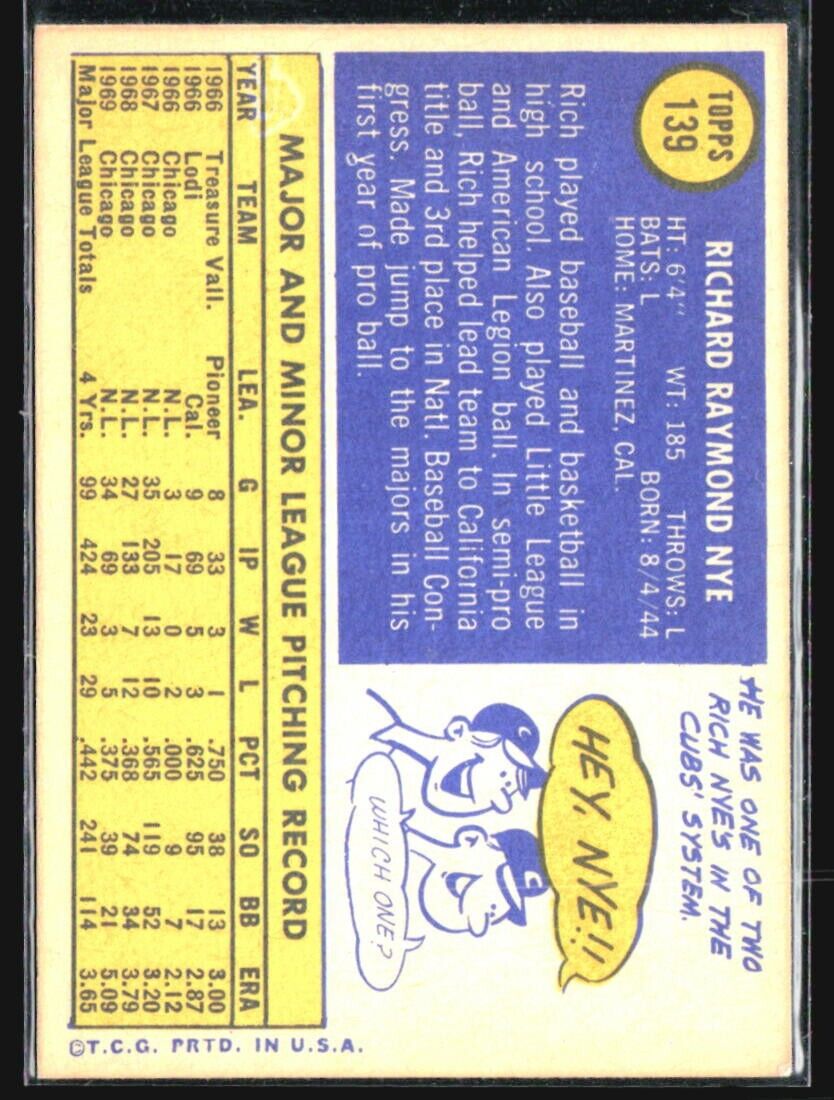 TOPPS
139
RICHARD RAYMOND NYE
HT: 6'4" WT: 185 THROWS: L
BATS: L BORN: 8/4/44
HOME: MARTINEZ, CAL.
Rich played baseball and basketball in
high school. Also played Little League
and American Legion ball. In semi-pro
ball, Rich helped lead team to California
title and 3rd place in Natl. Baseball Con-
gress. Made jump to the majors in his
first year of pro ball.
HE WAS ONE OF TWO
RICH NYE'S IN THE
CUBS' SYSTEM.
HEY, NYE!!
C
C
WHICH ONE?
MAJOR AND MINOR LEAGUE PITCHING RECORD
YEAR TEAM LEA. G IP W L PCT SO BB ERA
1966 Treasure Vall. Pioneer 8 33 3 1 .750 38 13 3.00
1966 Lodi Cal. 9 69 5 3 .625 95 17 2.87
1966 Chicago N.L. 3 17 0 2 .000 9 7 2.12
1967 Chicago N.L. 35 205 13 10 .565 119 52 3.20
1968 Chicago N.L. 27 133 7 12 .368 74 34 3.79
1969 Chicago N.L. 34 69 3 5 .375 39 21 5.09
Major League Totals 4 Yrs. 99 424 23 29 .442 241 114 3.65
©T.C.G. PRTD. IN U.S.A.